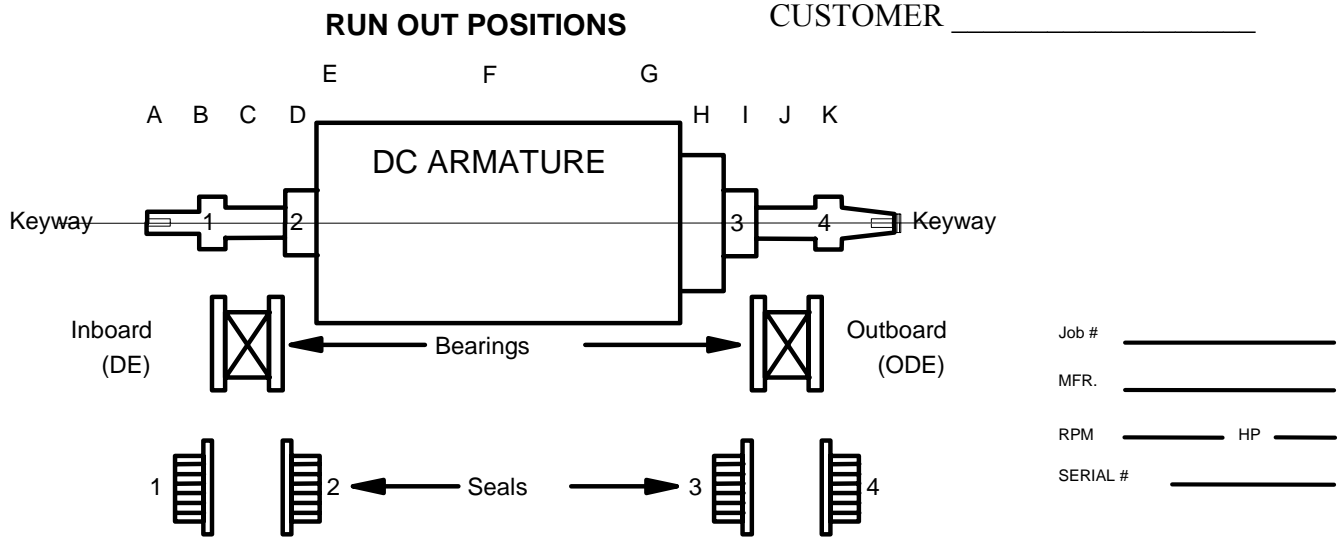 RUN OUT POSITIONS
CUSTOMER ______________________
E F G
A B C D H I J K
DC ARMATURE
Keyway 1 2 3 4 Keyway
Inboard
(DE)
Bearings
Outboard
(ODE)
Job #
MFR.
RPM HP
SERIAL #
1 2 Seals 3 4